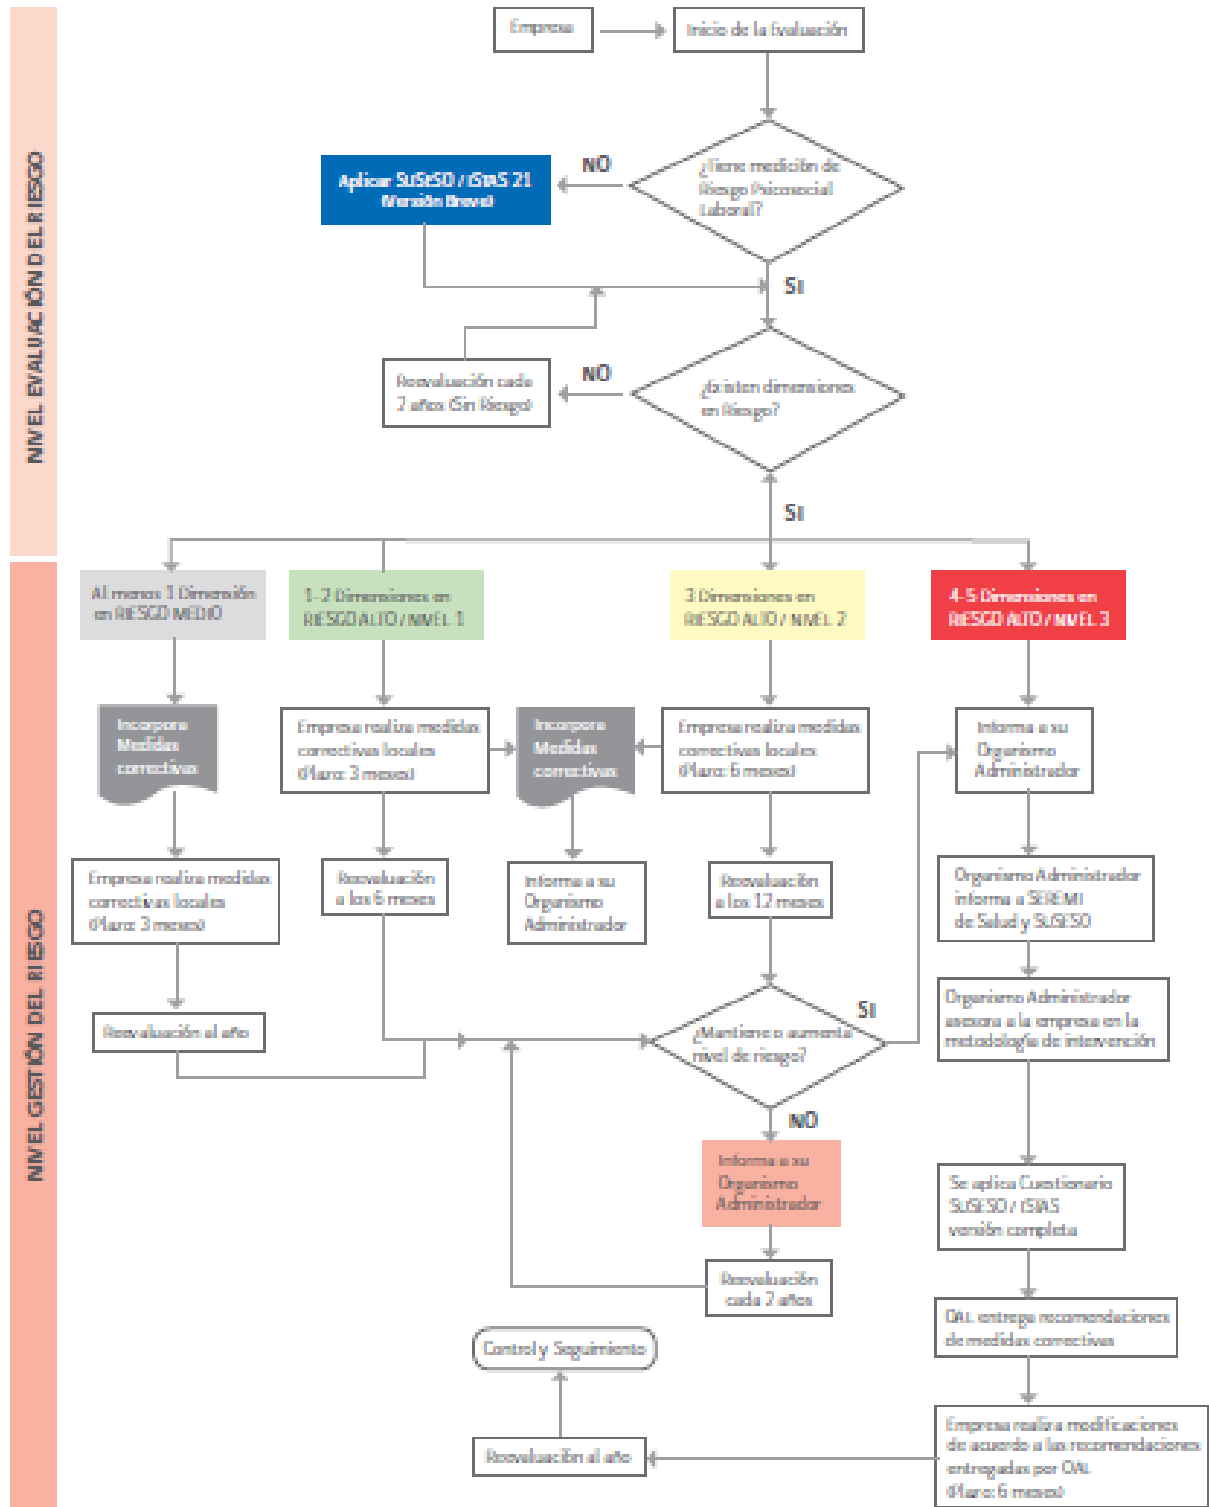 NIVEL EVALUACIÓN DEL RIESGO
Empresa
Inicio de la Evaluación
¿Tiene medición de
Riesgo Psicosocial
Laboral?
NO
Aplicar SUSESO / ISTAS 21
(Versión Breve)
SI
¿Existen dimensiones
en Riesgo?
NO
Reevaluación cada
2 años (Sin Riesgo)
SI
NIVEL GESTIÓN DEL RIESGO
Al menos 1 Dimensión
en RIESGO MEDIO
1-2 Dimensiones en
RIESGO ALTO / NIVEL 1
3 Dimensiones en
RIESGO ALTO / NIVEL 2
4-5 Dimensiones en
RIESGO ALTO / NIVEL 3
Incorpora
Medidas
correctivas
Empresa realiza medidas
correctivas locales
(Plazo: 3 meses)
Incorpora
Medidas
correctivas
Empresa realiza medidas
correctivas locales
(Plazo: 6 meses)
Informa a su
Organismo
Administrador
Empresa realiza medidas
correctivas locales
(Plazo: 3 meses)
Reevaluación
a los 6 meses
Informa a su
Organismo
Administrador
Reevaluación
a los 12 meses
Organismo Administrador
informa a SEREMI
de Salud y SUSESO
Reevaluación al año
¿Mantiene o aumenta
nivel de riesgo?
SI
Organismo Administrador
asesora a la empresa en la
metodología de intervención
NO
Informa a su
Organismo
Administrador
Se aplica Cuestionario
SUSESO / ISTAS
versión completa
Reevaluación
cada 2 años
OAL entrega recomendaciones
de medidas correctivas
Control y Seguimiento
Reevaluación al año
Empresa realiza modificaciones
de acuerdo a las recomendaciones
entregadas por OAL
(Plazo: 6 meses)